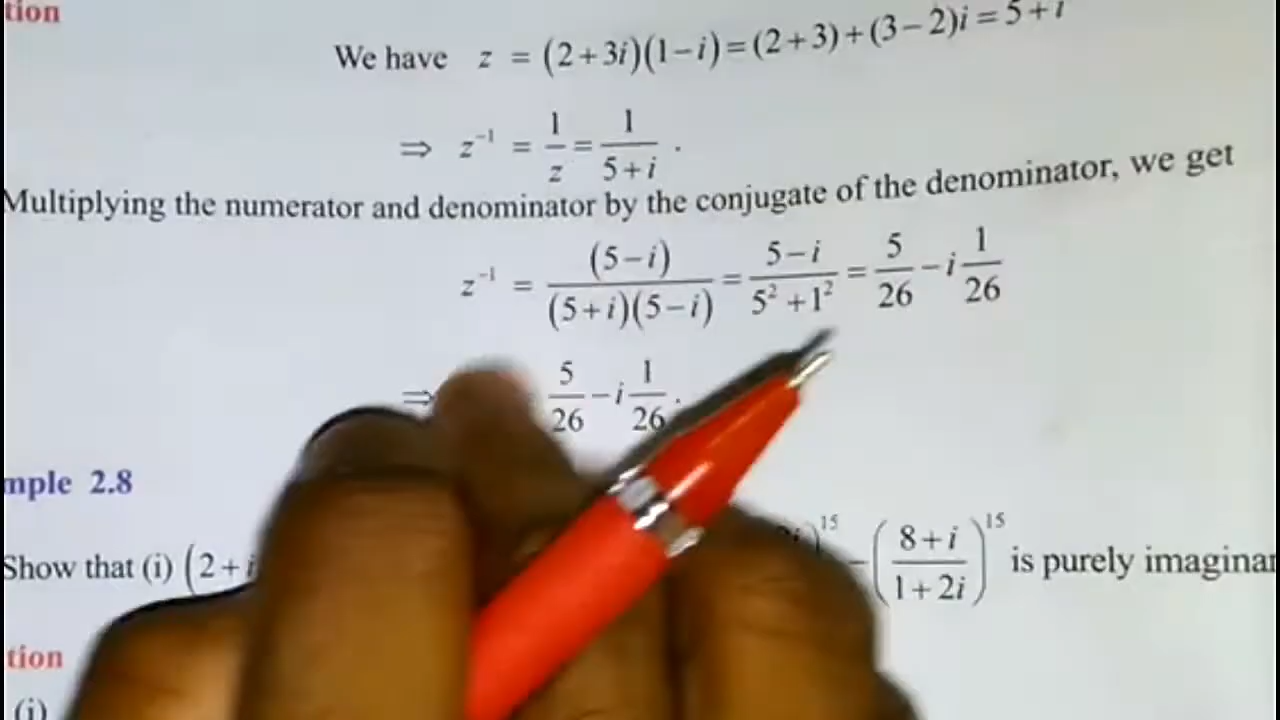 tion
We have z = (2+3i)(1−i) = (2+3)+(3−2)i = 5+i
⇒ z⁻¹ = 1/z = 1/(5+i).
Multiplying the numerator and denominator by the conjugate of the denominator, we get
z⁻¹ = (5−i)/((5+i)(5−i)) = (5−i)/(5²+1²) = 5/26 − i 1/26
⇒ 5/26 − i 1/26.
mple 2.8
Show that (i) (2+i )¹⁵ − ((8+i)/(1+2i))¹⁵ is purely imaginar
tion
(i)